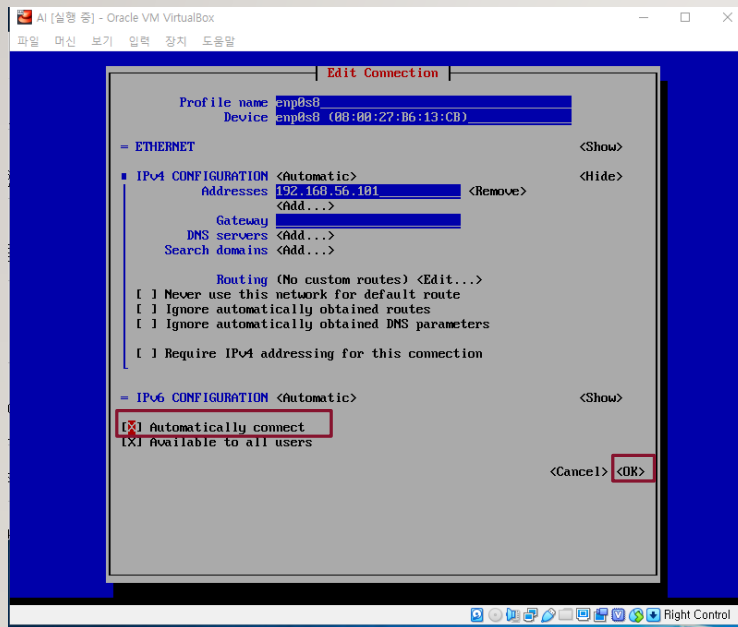 AI [실행 중] - Oracle VM VirtualBox
파일 머신 보기 입력 장치 도움말
Edit Connection
Profile name enp0s8
Device enp0s8 (08:00:27:B6:13:CB)
= ETHERNET <Show>
IPv4 CONFIGURATION <Automatic> <Hide>
Addresses 192.168.56.101 <Remove>
<Add...>
Gateway
DNS servers <Add...>
Search domains <Add...>
Routing (No custom routes) <Edit...>
[ ] Never use this network for default route
[ ] Ignore automatically obtained routes
[ ] Ignore automatically obtained DNS parameters
[ ] Require IPv4 addressing for this connection
= IPv6 CONFIGURATION <Automatic> <Show>
[X] Automatically connect
[X] Available to all users
<Cancel> <OK>
Right Control